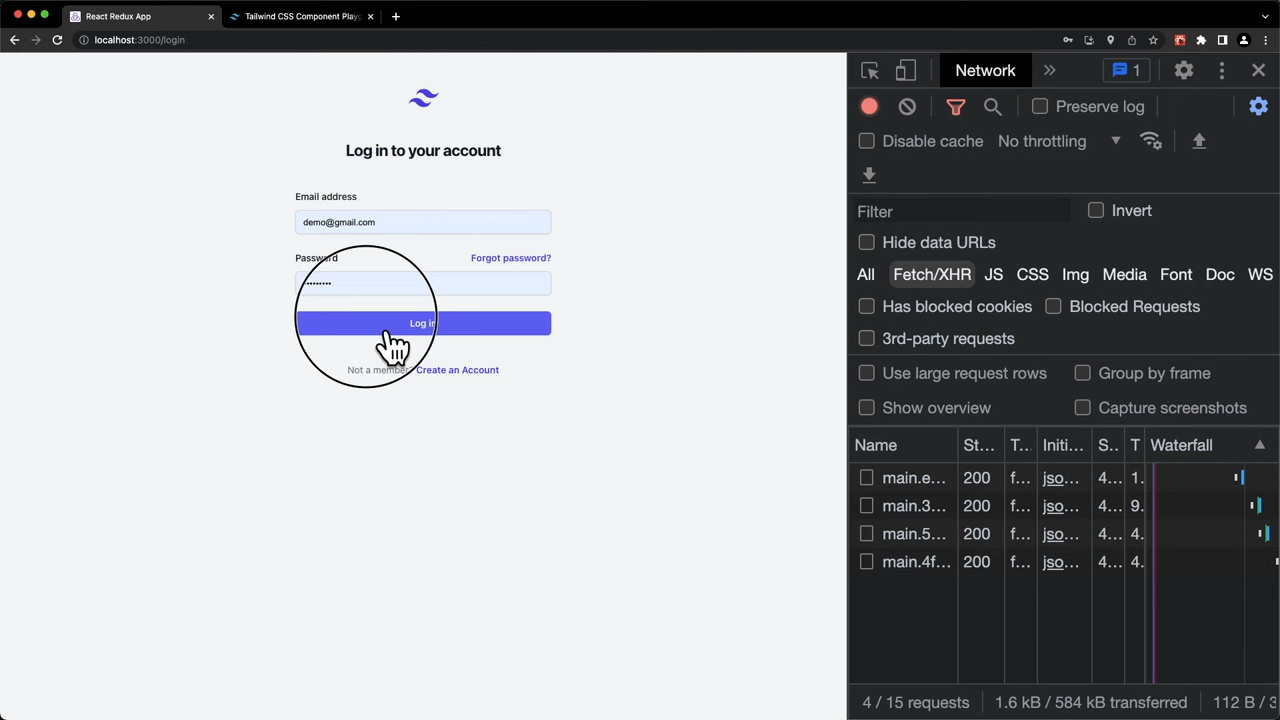 React Redux App
Tailwind CSS Component Play
localhost:3000/login
Log in to your account
Email address
demo@gmail.com
Password
Forgot password?
Log in
Not a member? Create an Account
Network
1
Preserve log
Disable cache
No throttling
Filter
Invert
Hide data URLs
All Fetch/XHR JS CSS Img Media Font Doc WS
Has blocked cookies
Blocked Requests
3rd-party requests
Use large request rows
Group by frame
Show overview
Capture screenshots
Name St... T... Initi... S... T Waterfall
main.e... 200 f... jso... 4... 1.
main.3... 200 f... jso... 4... 9.
main.5... 200 f... jso... 4... 4.
main.4f... 200 f... jso... 4... 4.
4 / 15 requests 1.6 kB / 584 kB transferred 112 B / 3